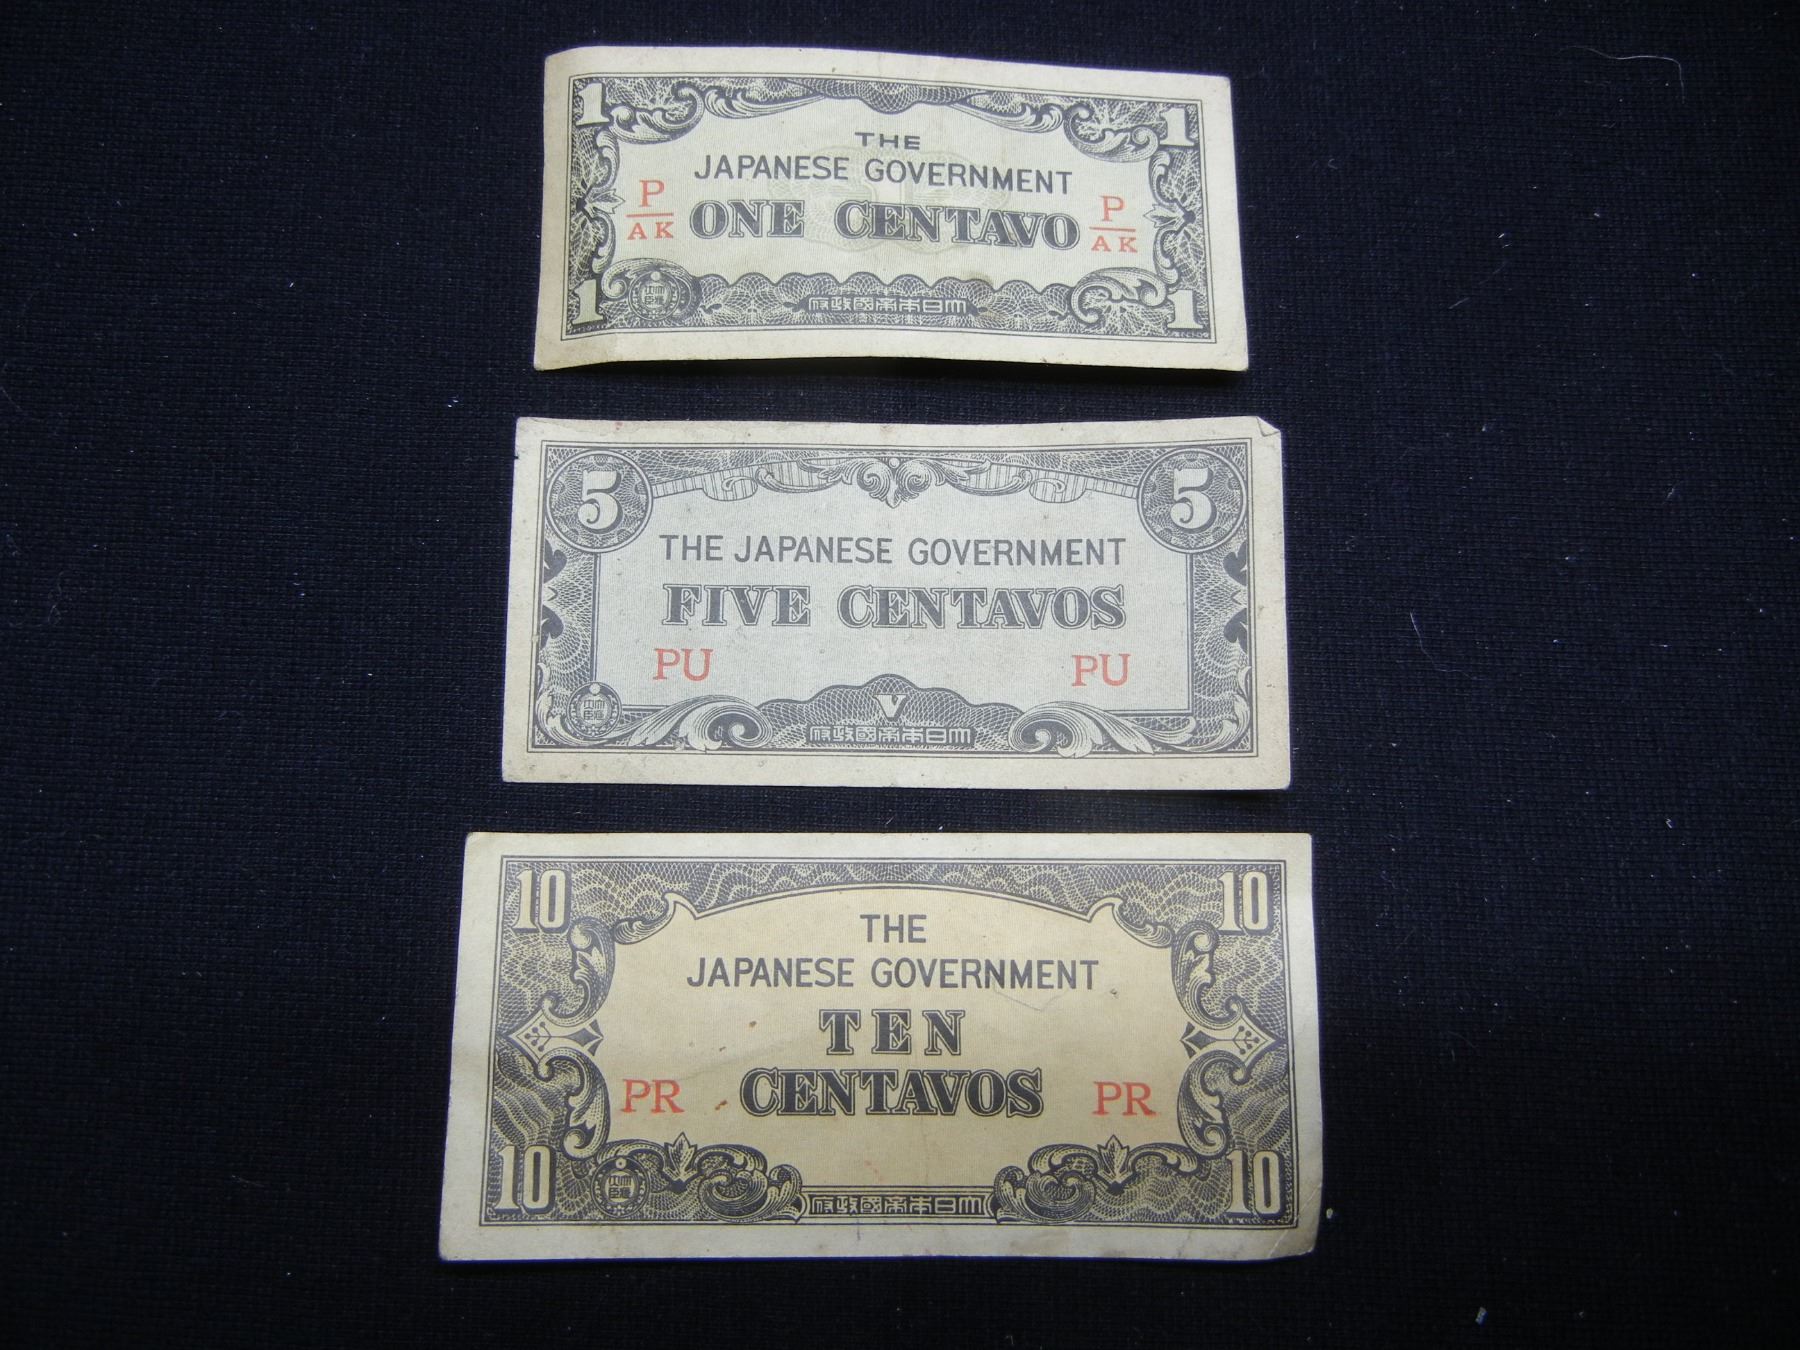 1 1
THE
JAPANESE GOVERNMENT
P/AK ONE CENTAVO P/AK
1 府政國帝本日大 1
5 5
THE JAPANESE GOVERNMENT
FIVE CENTAVOS
PU PU
V
府政國帝本日大
10 10
THE
JAPANESE GOVERNMENT
TEN
PR CENTAVOS PR
10 府政國帝本日大 10